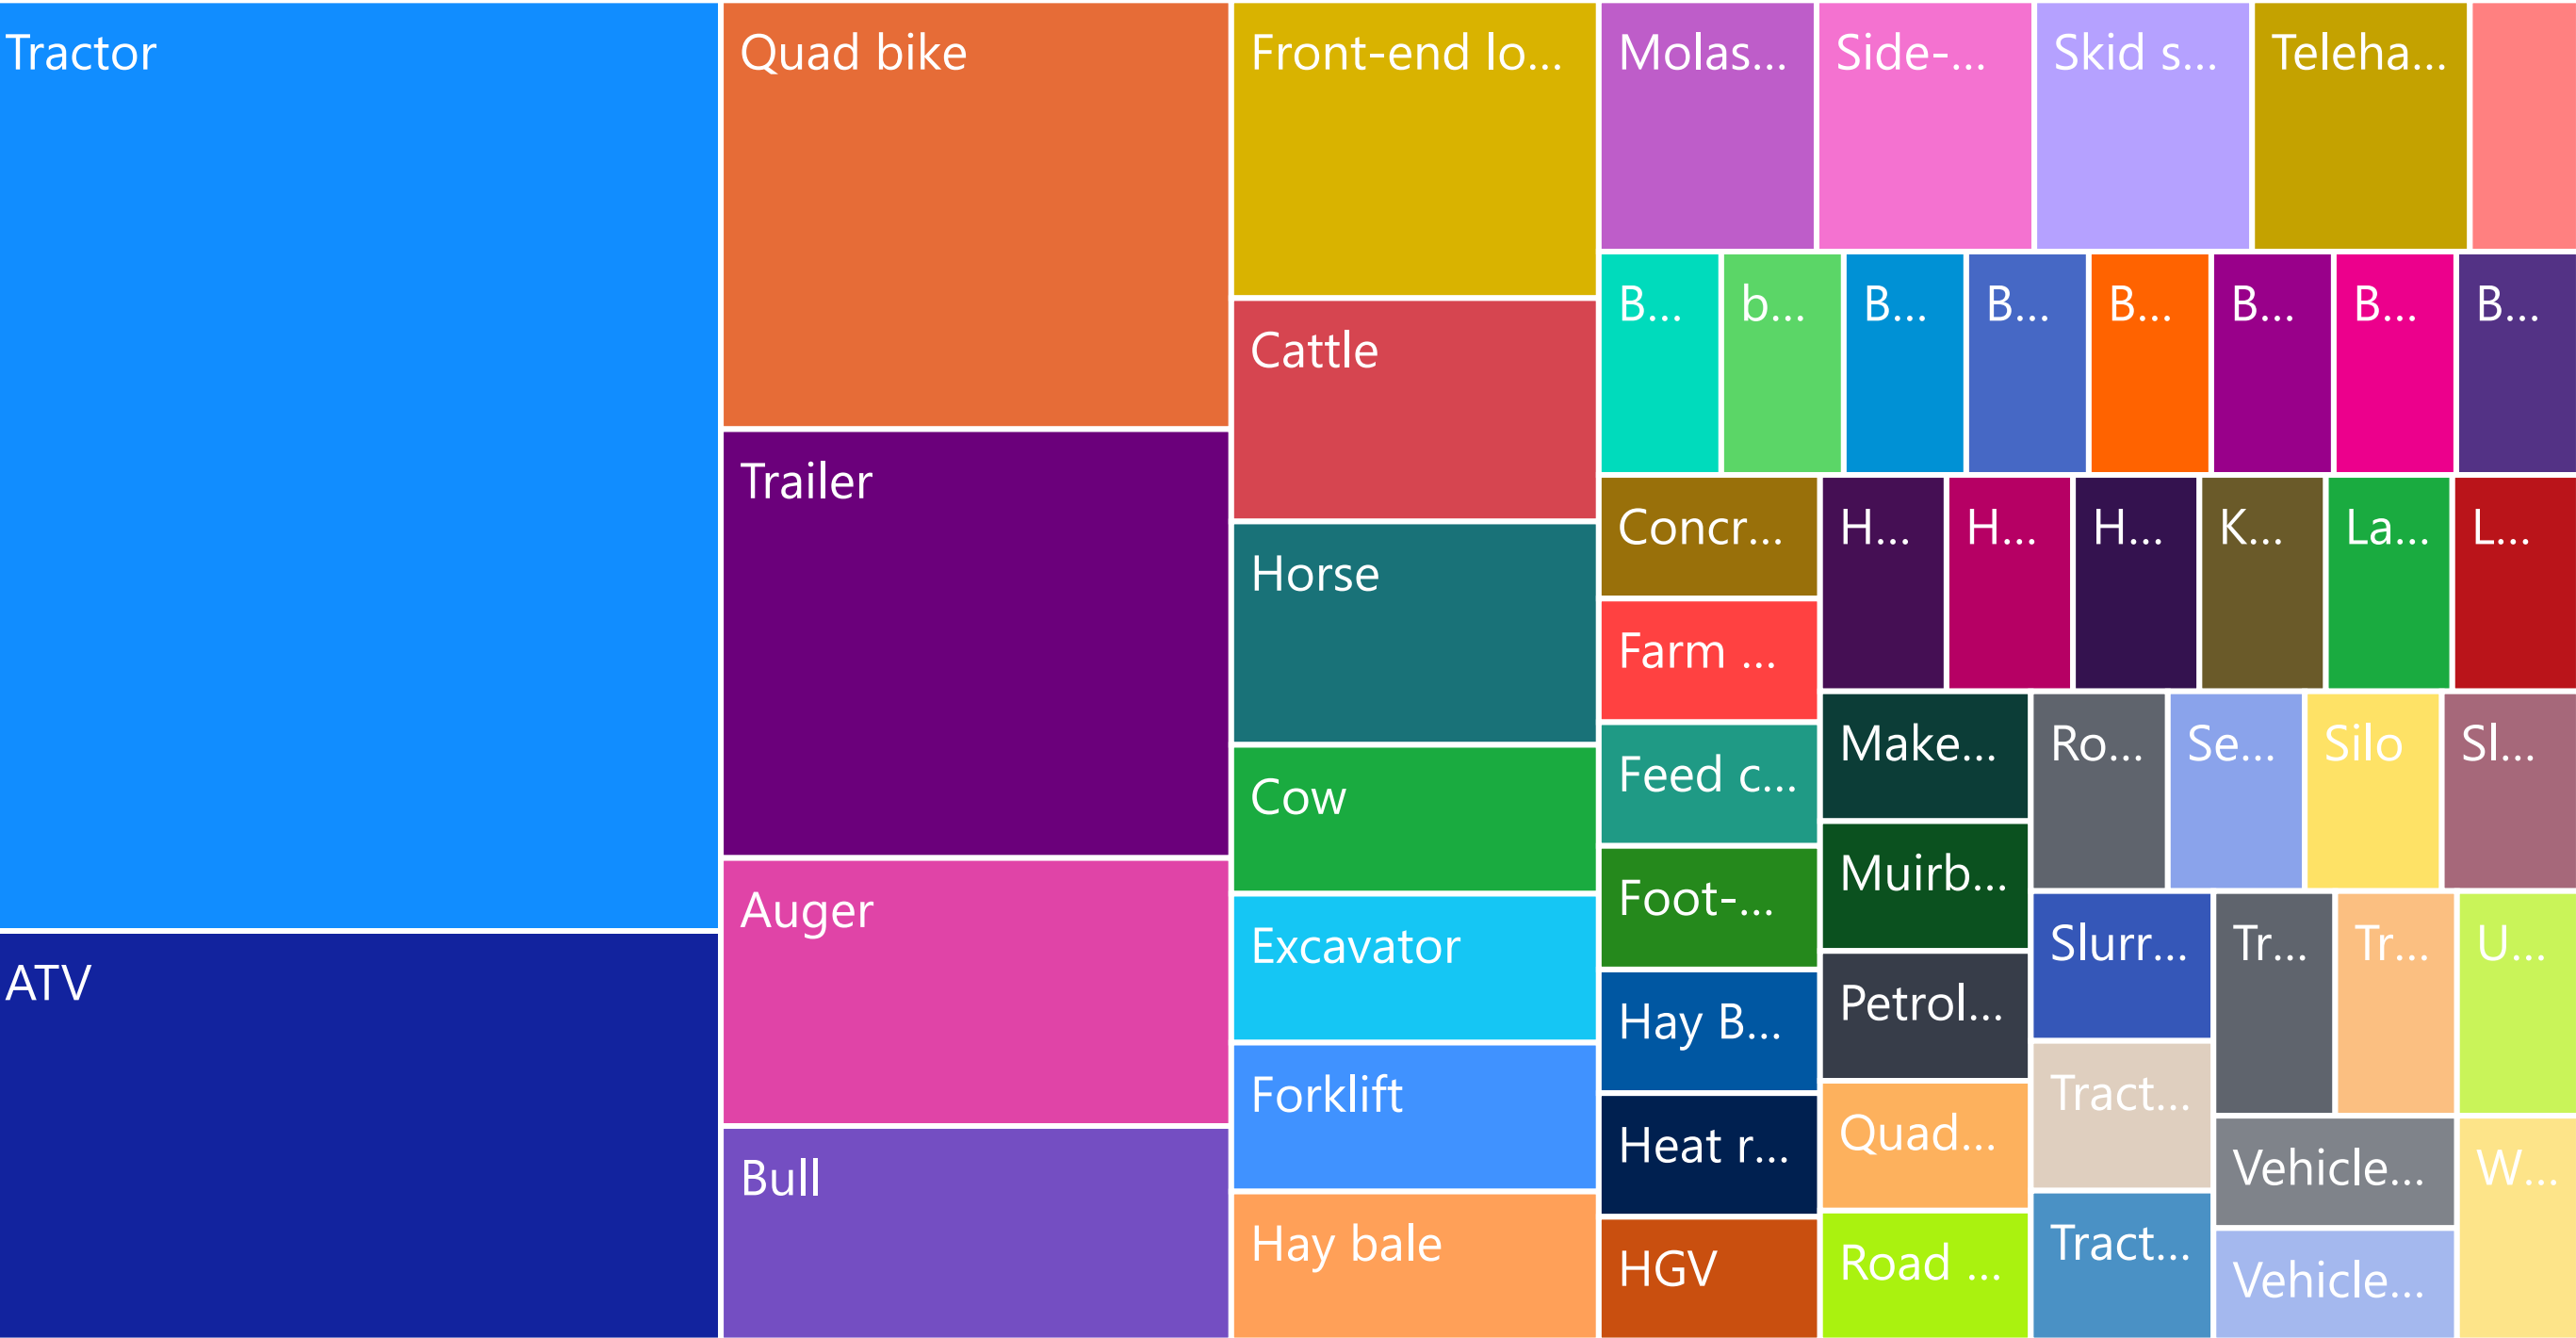 Tractor
ATV
Quad bike
Trailer
Auger
Bull
Front-end lo...
Cattle
Horse
Cow
Excavator
Forklift
Hay bale
Molas...
Side-...
Skid s...
Teleha...
B...
b...
B...
B...
B...
B...
B...
B...
Concr...
Farm ...
Feed c...
Foot-...
Hay B...
Heat r...
HGV
H...
H...
H...
K...
La...
L...
Make...
Muirb...
Petrol...
Quad...
Road ...
Ro...
Se...
Silo
Sl...
Slurr...
Tract...
Tract...
Tr...
Tr...
U...
Vehicle...
Vehicle...
W...